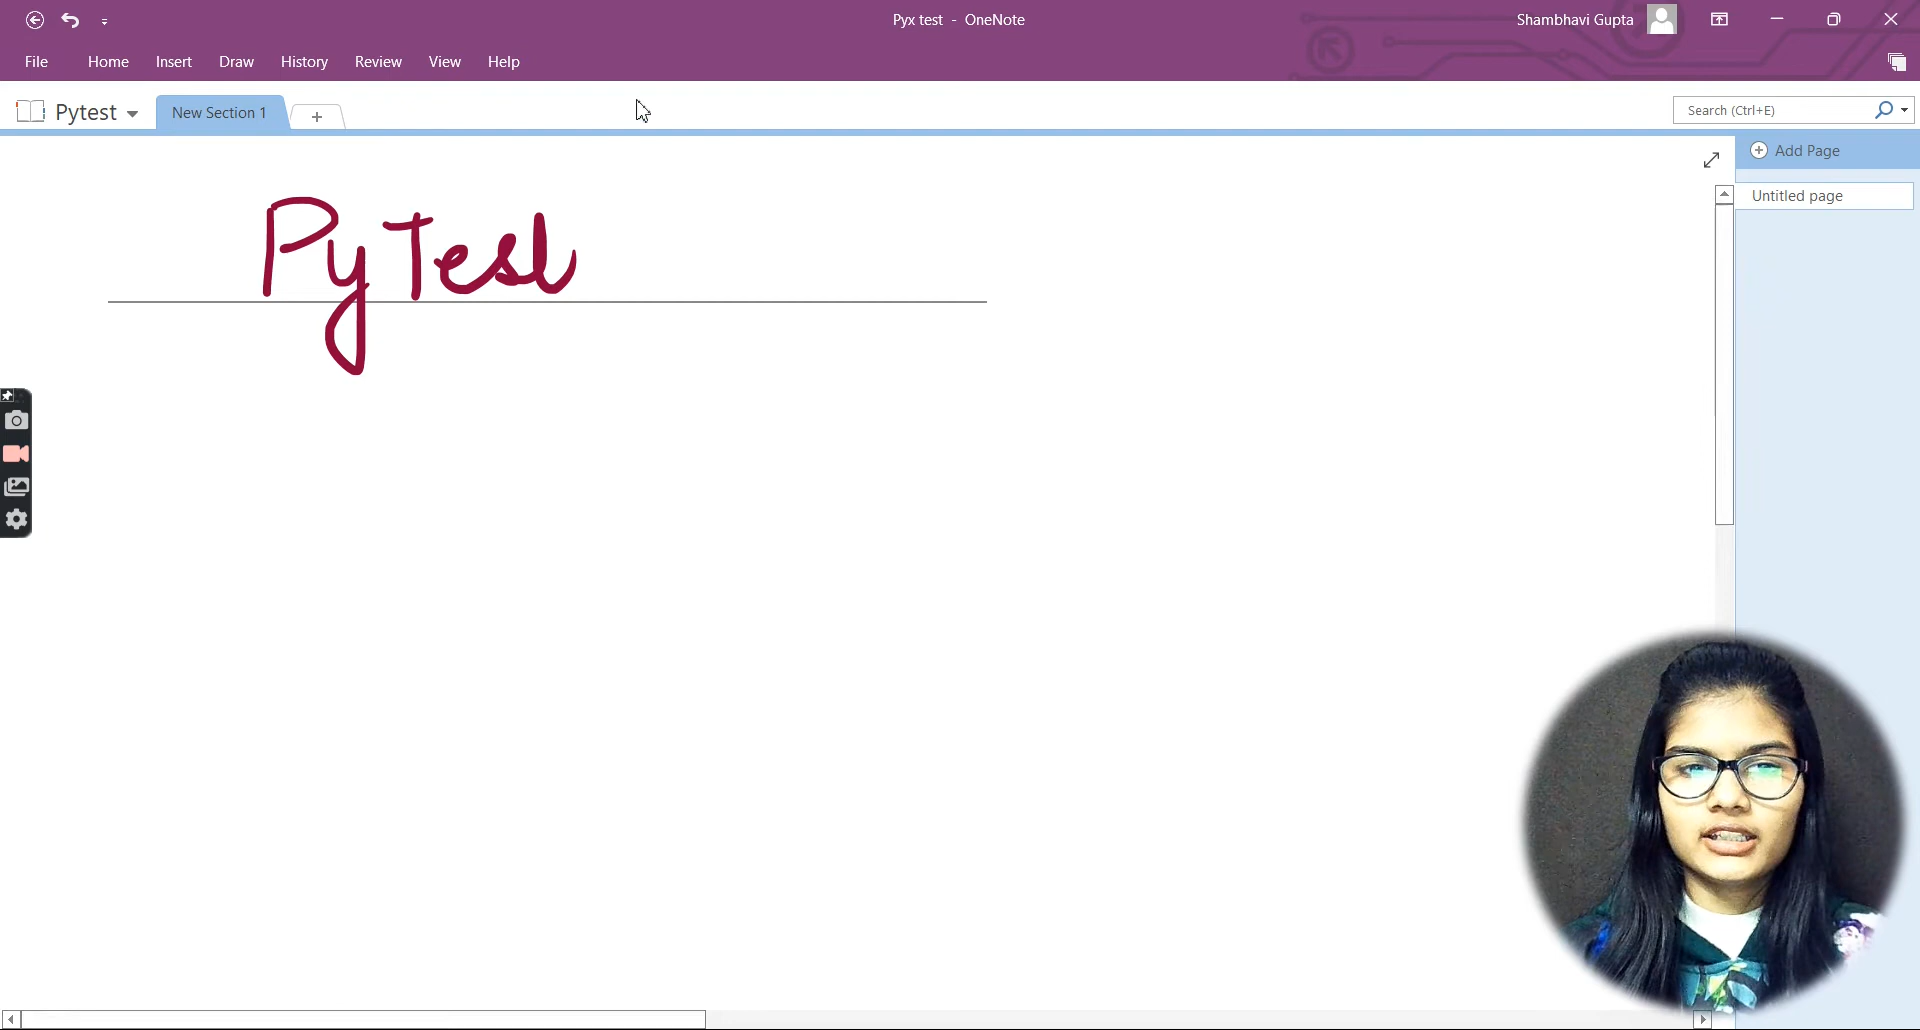 Pyx test - OneNote
Shambhavi Gupta
File Home Insert Draw History Review View Help
Pytest
New Section 1
+
Search (Ctrl+E)
Add Page
Untitled page
PyTest